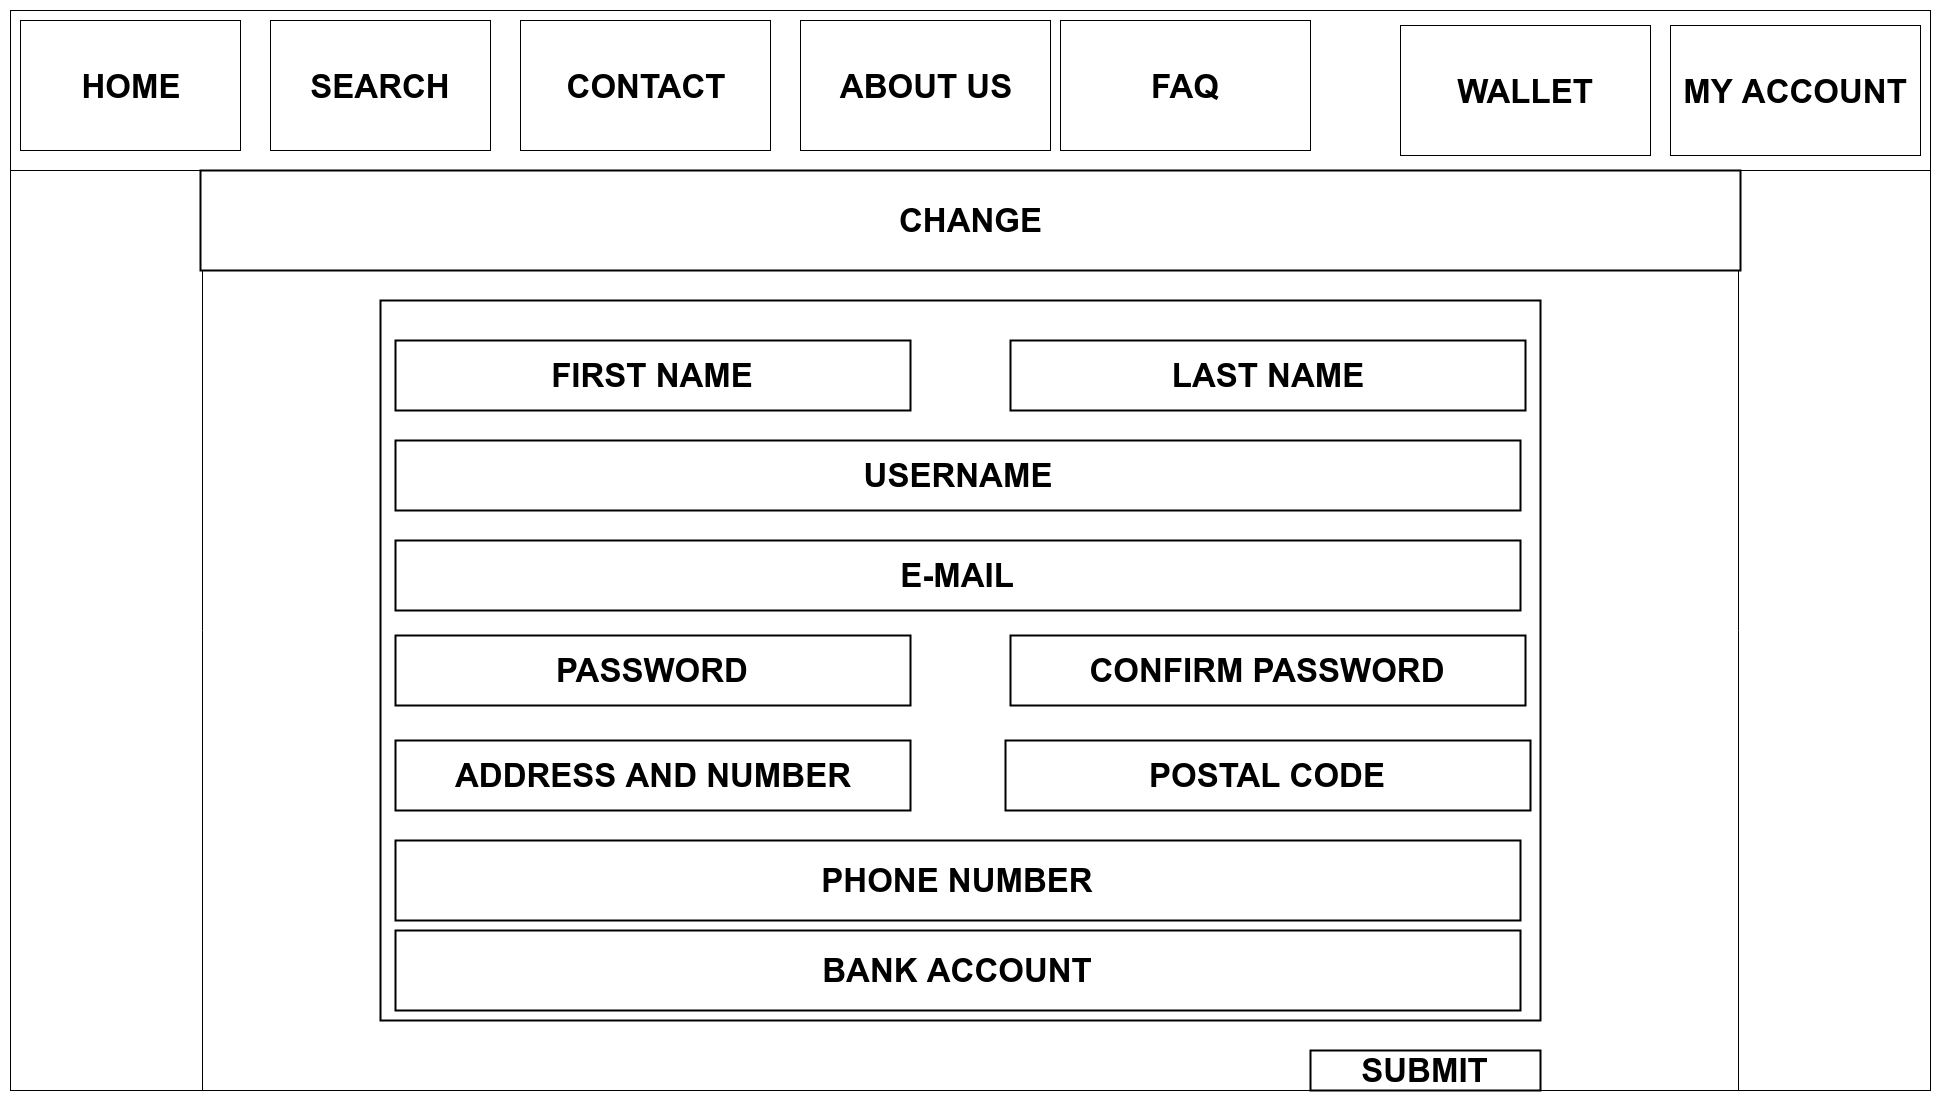 HOME
SEARCH
CONTACT
ABOUT US
FAQ
WALLET
MY ACCOUNT
CHANGE
FIRST NAME
LAST NAME
USERNAME
E-MAIL
PASSWORD
CONFIRM PASSWORD
ADDRESS AND NUMBER
POSTAL CODE
PHONE NUMBER
BANK ACCOUNT
SUBMIT